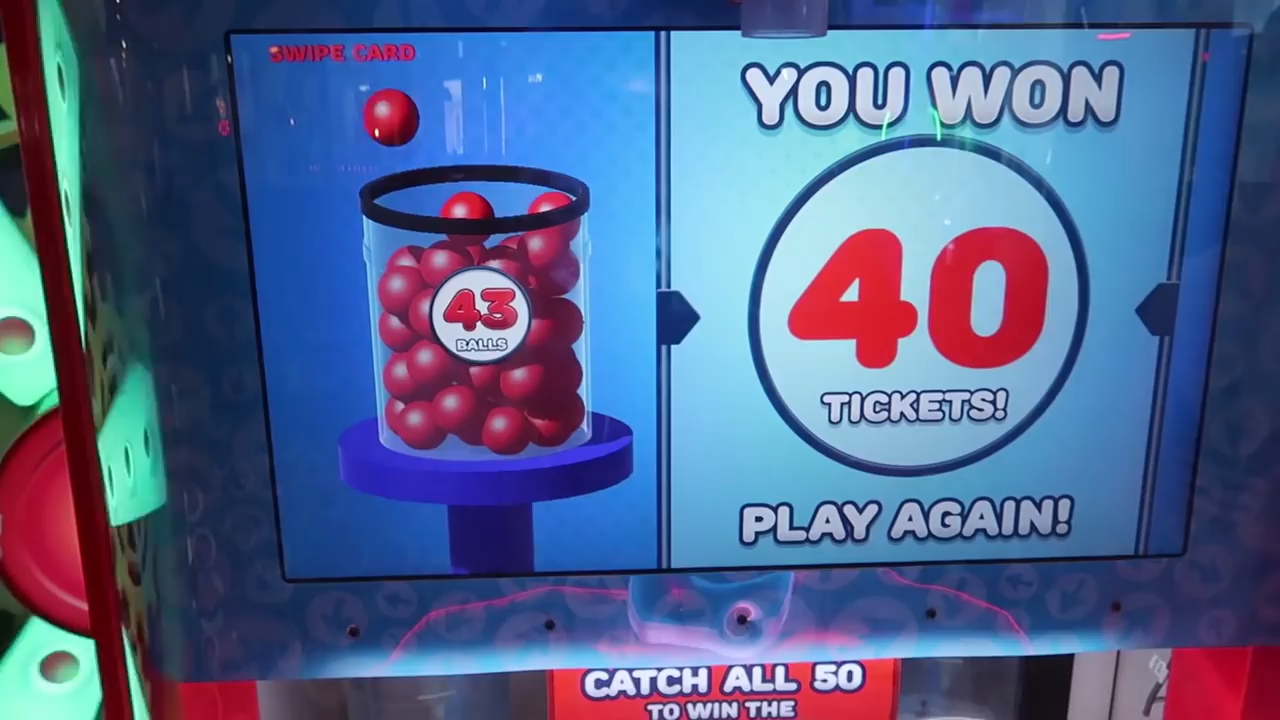 SWIPE CARD
43
BALLS
YOU WON
40
TICKETS!
PLAY AGAIN!
CATCH ALL 50
TO WIN THE